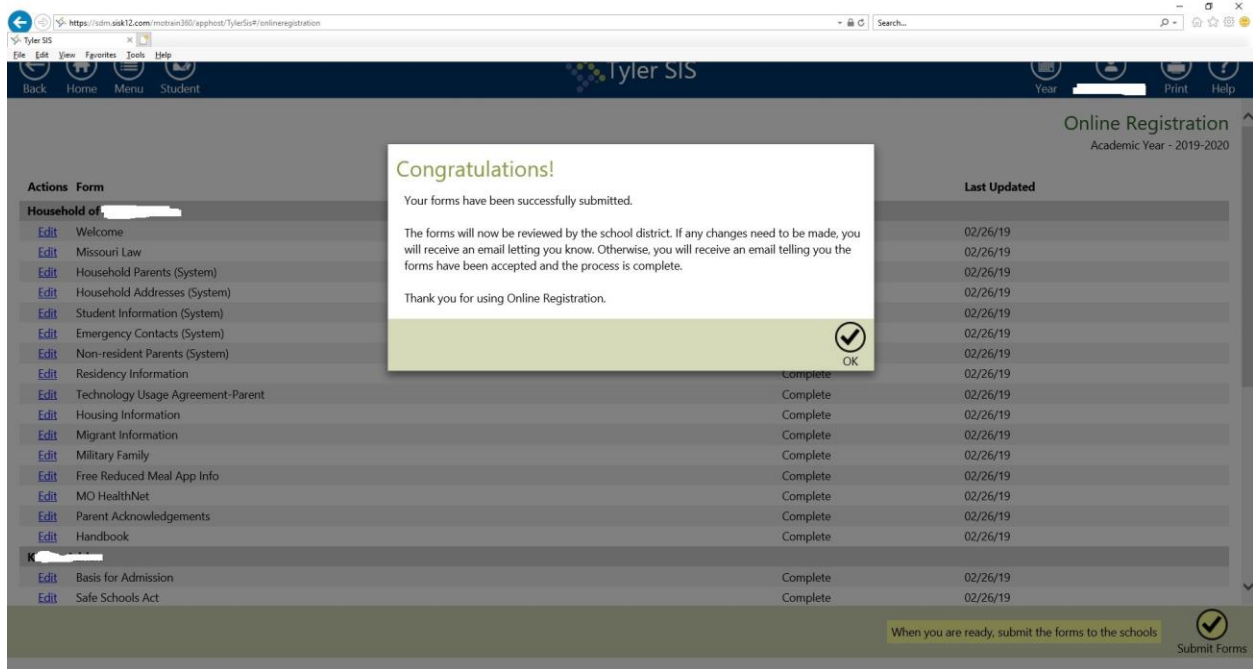 https://sdm.sisk12.com/motrain360/apphost/TylerSis#/onlineregistration
Search...
Tyler SIS
File Edit View Favorites Tools Help
Back Home Menu Student
Tyler SIS
Year Print Help
Online Registration
Academic Year - 2019-2020
Congratulations!
Your forms have been successfully submitted.
The forms will now be reviewed by the school district. If any changes need to be made, you
will receive an email letting you know. Otherwise, you will receive an email telling you the
forms have been accepted and the process is complete.
Thank you for using Online Registration.
OK
Actions Form Last Updated
Household of
Edit Welcome 02/26/19
Edit Missouri Law 02/26/19
Edit Household Parents (System) 02/26/19
Edit Household Addresses (System) 02/26/19
Edit Student Information (System) 02/26/19
Edit Emergency Contacts (System) 02/26/19
Edit Non-resident Parents (System) 02/26/19
Edit Residency Information Complete 02/26/19
Edit Technology Usage Agreement-Parent Complete 02/26/19
Edit Housing Information Complete 02/26/19
Edit Migrant Information Complete 02/26/19
Edit Military Family Complete 02/26/19
Edit Free Reduced Meal App Info Complete 02/26/19
Edit MO HealthNet Complete 02/26/19
Edit Parent Acknowledgements Complete 02/26/19
Edit Handbook Complete 02/26/19
K
Edit Basis for Admission Complete 02/26/19
Edit Safe Schools Act Complete 02/26/19
When you are ready, submit the forms to the schools
Submit Forms